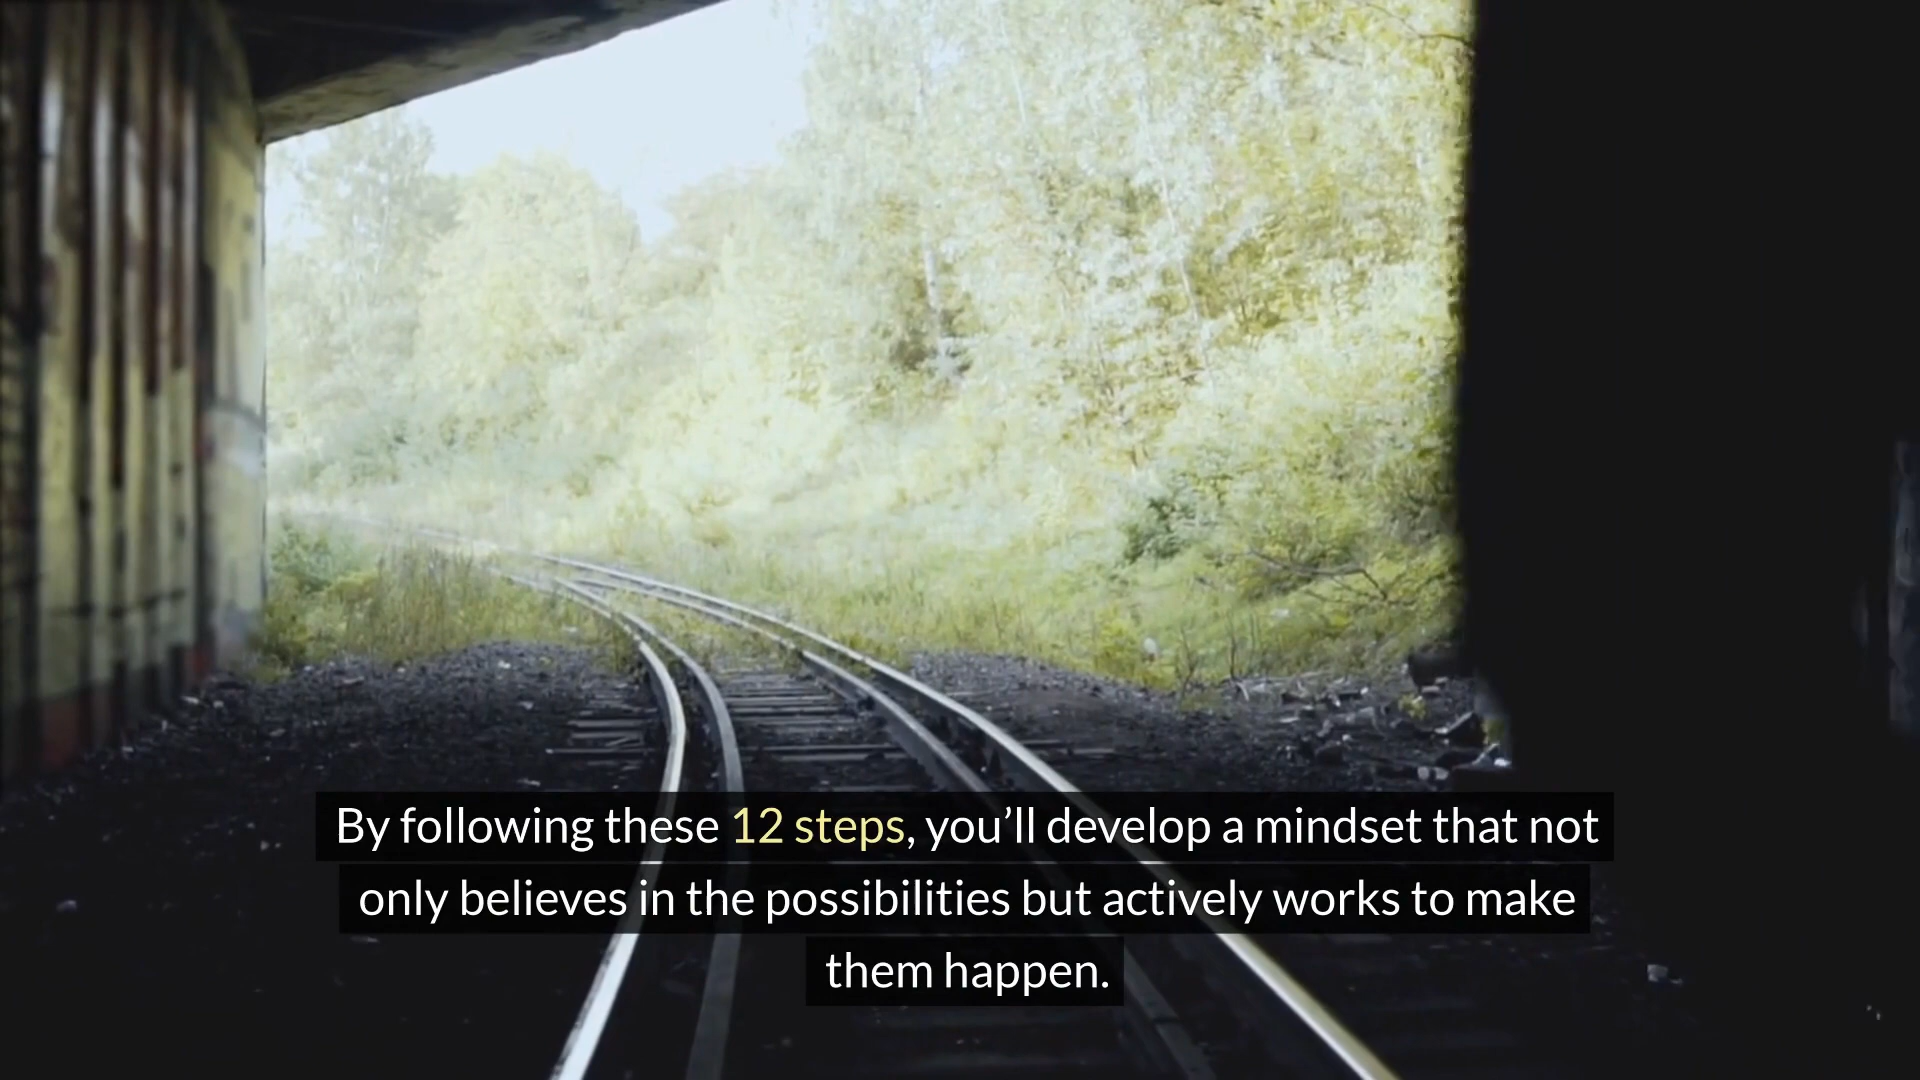 By following these 12 steps, you’ll develop a mindset that not
only believes in the possibilities but actively works to make
them happen.